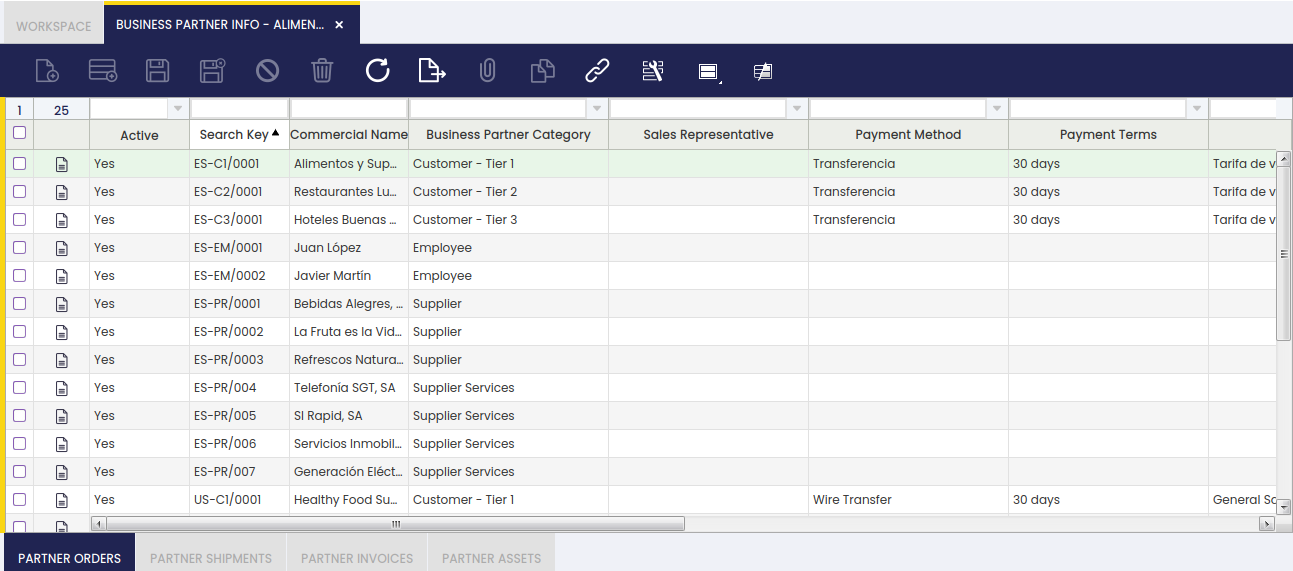 WORKSPACE
BUSINESS PARTNER INFO - ALIMEN...
1 25
Active Search Key Commercial Name Business Partner Category Sales Representative Payment Method Payment Terms
Yes ES-C1/0001 Alimentos y Sup... Customer - Tier 1 Transferencia 30 days Tarifa de v
Yes ES-C2/0001 Restaurantes Lu... Customer - Tier 2 Transferencia 30 days Tarifa de v
Yes ES-C3/0001 Hoteles Buenas ... Customer - Tier 3 Transferencia 30 days Tarifa de v
Yes ES-EM/0001 Juan López Employee
Yes ES-EM/0002 Javier Martín Employee
Yes ES-PR/0001 Bebidas Alegres, ... Supplier
Yes ES-PR/0002 La Fruta es la Vid... Supplier
Yes ES-PR/0003 Refrescos Natura... Supplier
Yes ES-PR/004 Telefonía SGT, SA Supplier Services
Yes ES-PR/005 SI Rapid, SA Supplier Services
Yes ES-PR/006 Servicios Inmobil... Supplier Services
Yes ES-PR/007 Generación Eléct... Supplier Services
Yes US-C1/0001 Healthy Food Su... Customer - Tier 1 Wire Transfer 30 days General Sa
PARTNER ORDERS PARTNER SHIPMENTS PARTNER INVOICES PARTNER ASSETS